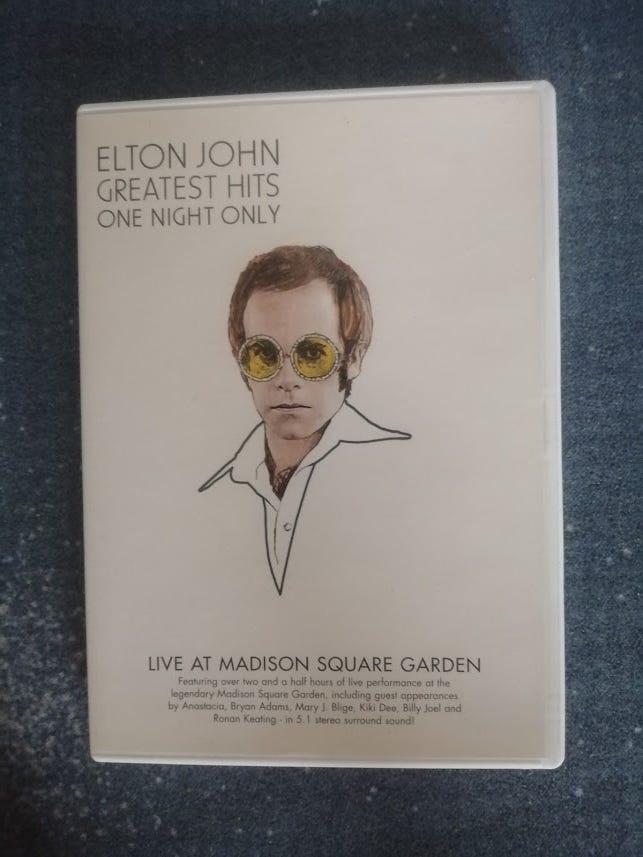 ELTON JOHN
GREATEST HITS
ONE NIGHT ONLY
LIVE AT MADISON SQUARE GARDEN
Featuring over two and a half hours of live performance at the
legendary Madison Square Garden, including guest appearances
by Anastacia, Bryan Adams, Mary J. Blige, Kiki Dee, Billy Joel and
Ronan Keating - in 5.1 stereo surround sound!